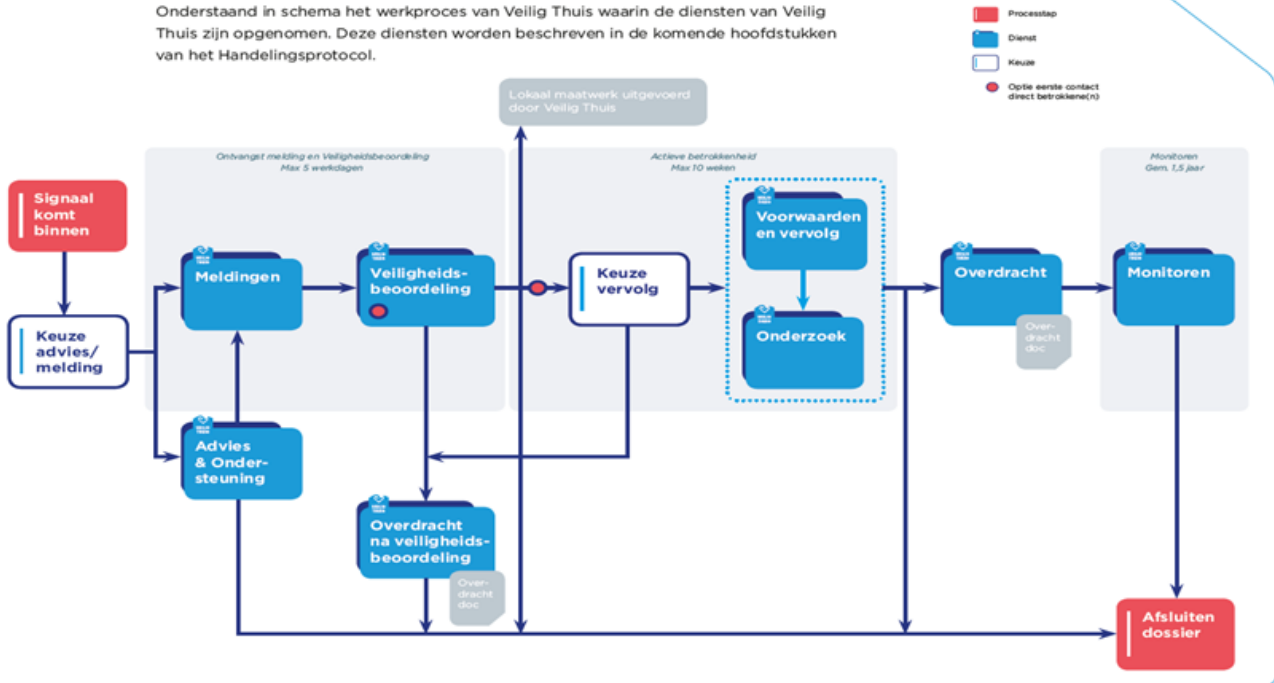 Onderstaand in schema het werkproces van Veilig Thuis waarin de diensten van Veilig
Thuis zijn opgenomen. Deze diensten worden beschreven in de komende hoofdstukken
van het Handelingsprotocol.
Processtap
Dienst
Keuze
Optie eerste contact
direct betrokkene(n)
Lokaal maatwerk uitgevoerd
door Veilig Thuis
Ontvangst melding en Veiligheidsbeoordeling
Max 5 werkdagen
Actieve betrokkenheid
Max 10 weken
Monitoren
Gem. 1,5 jaar
Signaal
komt
binnen
Keuze
advies/
melding
Meldingen
Veiligheids-
beoordeling
Keuze
vervolg
Voorwaarden
en vervolg
Onderzoek
Overdracht
Over-
dracht
doc
Monitoren
Advies
& Onder-
steuning
Overdracht
na veiligheids-
beoordeling
Over-
dracht
doc
Afsluiten
dossier